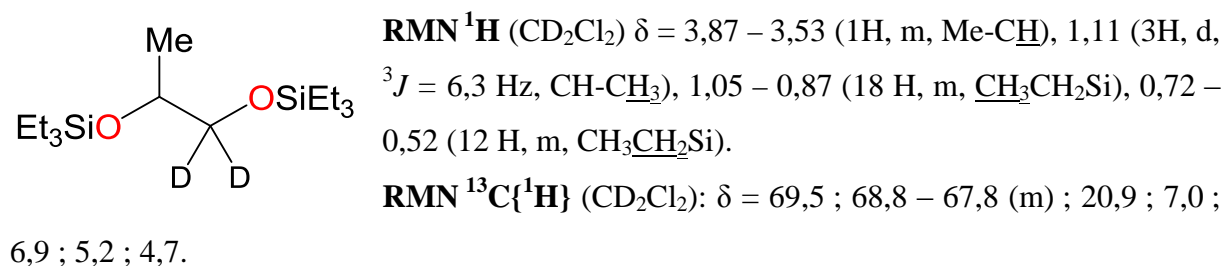 Me
OSiEt₃
Et₃SiO
D D
RMN ¹H (CD₂Cl₂) δ = 3,87 – 3,53 (1H, m, Me-CH), 1,11 (3H, d,
³J = 6,3 Hz, CH-CH₃), 1,05 – 0,87 (18 H, m, CH₃CH₂Si), 0,72 –
0,52 (12 H, m, CH₃CH₂Si).
RMN ¹³C{¹H} (CD₂Cl₂): δ = 69,5 ; 68,8 – 67,8 (m) ; 20,9 ; 7,0 ;
6,9 ; 5,2 ; 4,7.